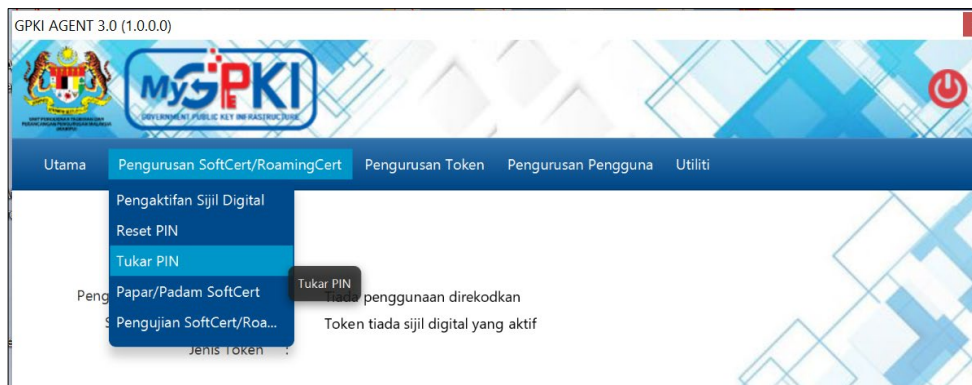 GPKI AGENT 3.0 (1.0.0.0)
MyGPKI
GOVERNMENT PUBLIC KEY INFRASTRUCTURE
Utama Pengurusan SoftCert/RoamingCert Pengurusan Token Pengurusan Pengguna Utiliti
Pengaktifan Sijil Digital
Reset PIN
Tukar PIN
Tukar PIN
Papar/Padam SoftCert
Peng Tiada penggunaan direkodkan
Pengujian SoftCert/Roa...
S Token tiada sijil digital yang aktif
Jenis Token :